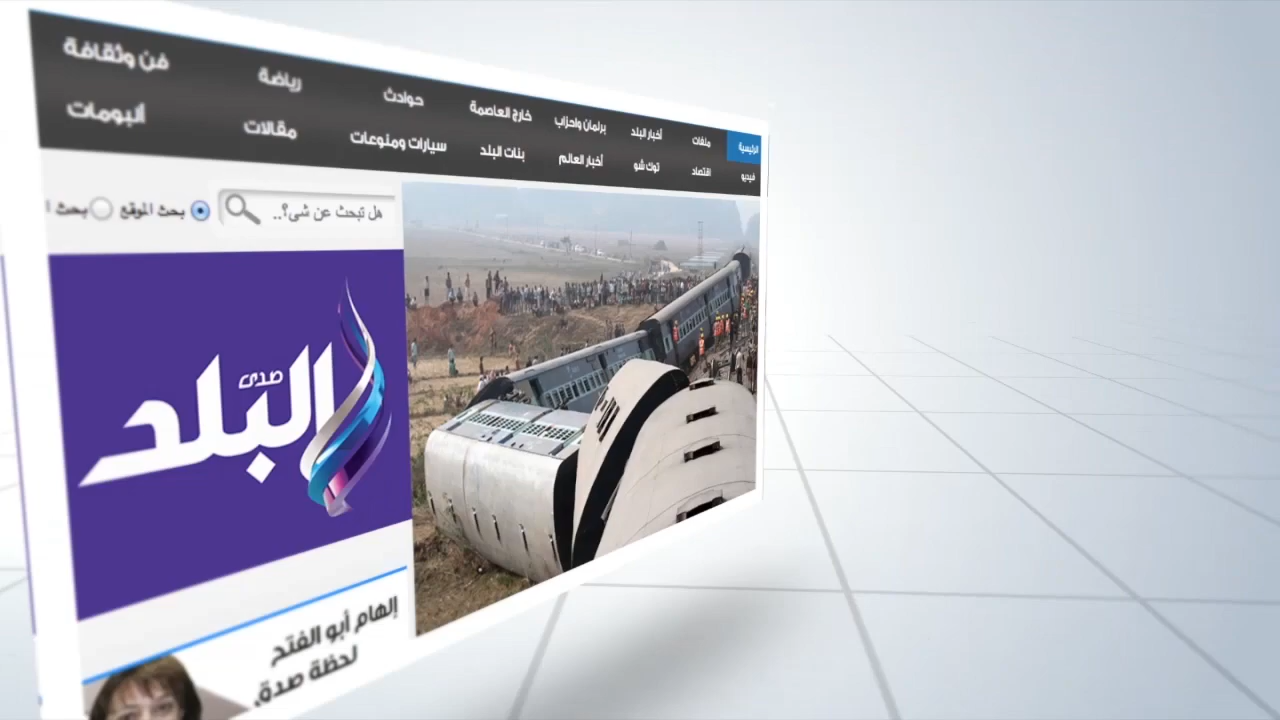 الرئيسية ملفات أخبار البلد برلمان واحزاب خارج العاصمة حوادث رياضة فن وثقافة
فيديو اقتصاد توك شو أخبار العالم بنات البلد سيارات ومنوعات مقالات ألبومات
هل تبحث عن شئ؟.. بحث الموقع بحث
صدى
البلد
إلهام أبو الفتح
لحظة صدق